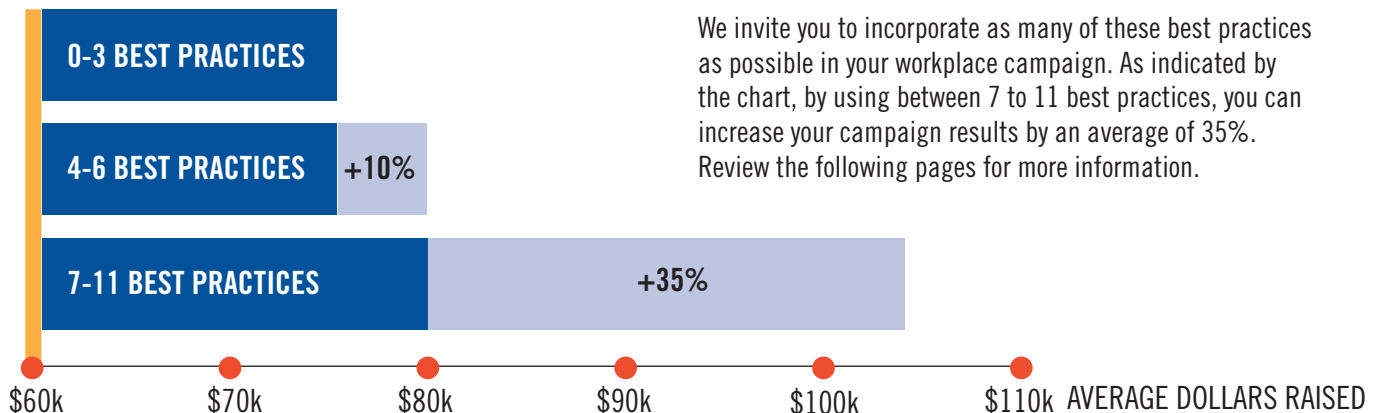 0-3 BEST PRACTICES
4-6 BEST PRACTICES +10%
7-11 BEST PRACTICES +35%
$60k $70k $80k $90k $100k $110k AVERAGE DOLLARS RAISED
We invite you to incorporate as many of these best practices
as possible in your workplace campaign. As indicated by
the chart, by using between 7 to 11 best practices, you can
increase your campaign results by an average of 35%.
Review the following pages for more information.